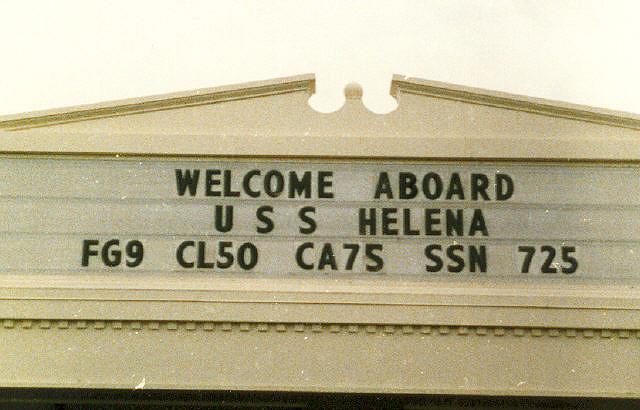 WELCOME ABOARD
U S S HELENA
FG9 CL50 CA75 SSN 725